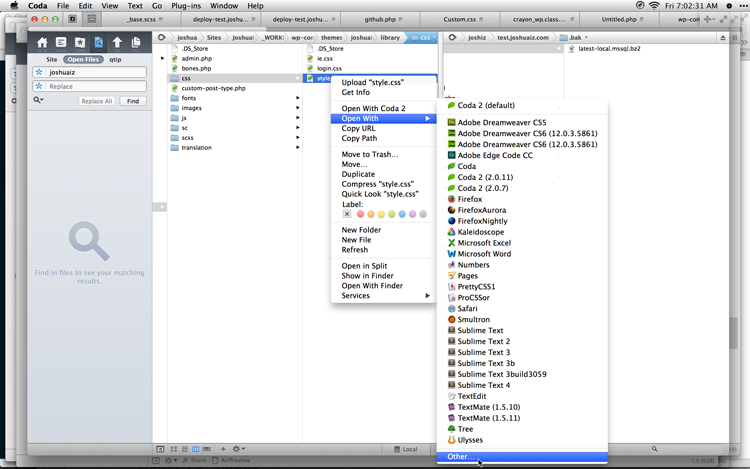 Coda File Edit View Text Go Plug-ins Window Help
Fri 7:02:31 AM
_base.scss
deploy-test.joshua...
deploy-test.joshua...
github.php
Custom.css
crayon_wp.class....
Untitled.php
wp-co
joshua Sites joshuaiz _WORKI wp-con themes joshuaiz library css
joshiz test.joshuaiz.com .bak
Site Open Files qtip
joshuaiz
Replace
Replace All Find
Find in files to see your matching
results.
.DS_Store
admin.php
bones.php
css
custom-post-type.php
fonts
images
js
sc
scss
translation
.DS_Store
ie.css
login.css
latest-local.mssql.bz2
Upload “style.css”
Get Info
Open With Coda 2
Open With
Copy URL
Copy Path
Move to Trash…
Move…
Duplicate
Compress “style.css”
Quick Look “style.css”
Label:
New Folder
New File
Refresh
Open in Split
Show in Finder
Open With Finder
Services
Coda 2 (default)
Adobe Dreamweaver CS5
Adobe Dreamweaver CS6 (12.0.3.5861)
Adobe Dreamweaver CS6 (12.0.3.5861)
Adobe Edge Code CC
Coda
Coda 2 (2.0.11)
Coda 2 (2.0.7)
Firefox
FirefoxAurora
FirefoxNightly
Kaleidoscope
Microsoft Excel
Microsoft Word
Numbers
Pages
PrettyCSS1
ProCSSor
Safari
Smultron
Sublime Text
Sublime Text 2
Sublime Text 3
Sublime Text 3b
Sublime Text 3build3059
Sublime Text 4
TextEdit
TextMate (1.5.10)
TextMate (1.5.11)
Tree
Ulysses
Other…
Local
Share AirPreview